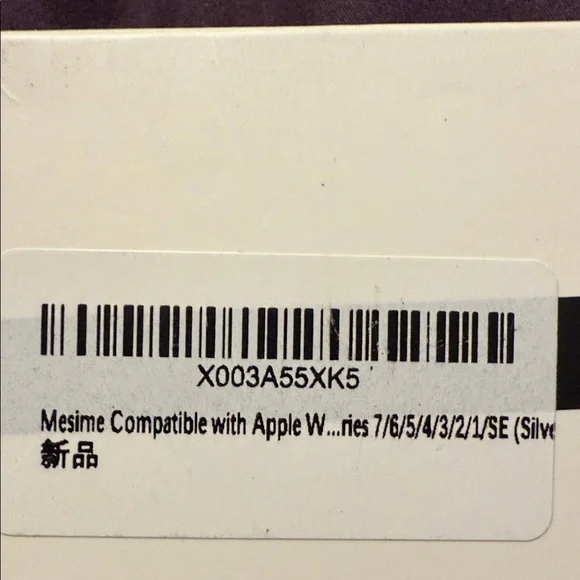 X003A55XK5
Mesime Compatible with Apple W...ries 7/6/5/4/3/2/1/SE (Silve
新品